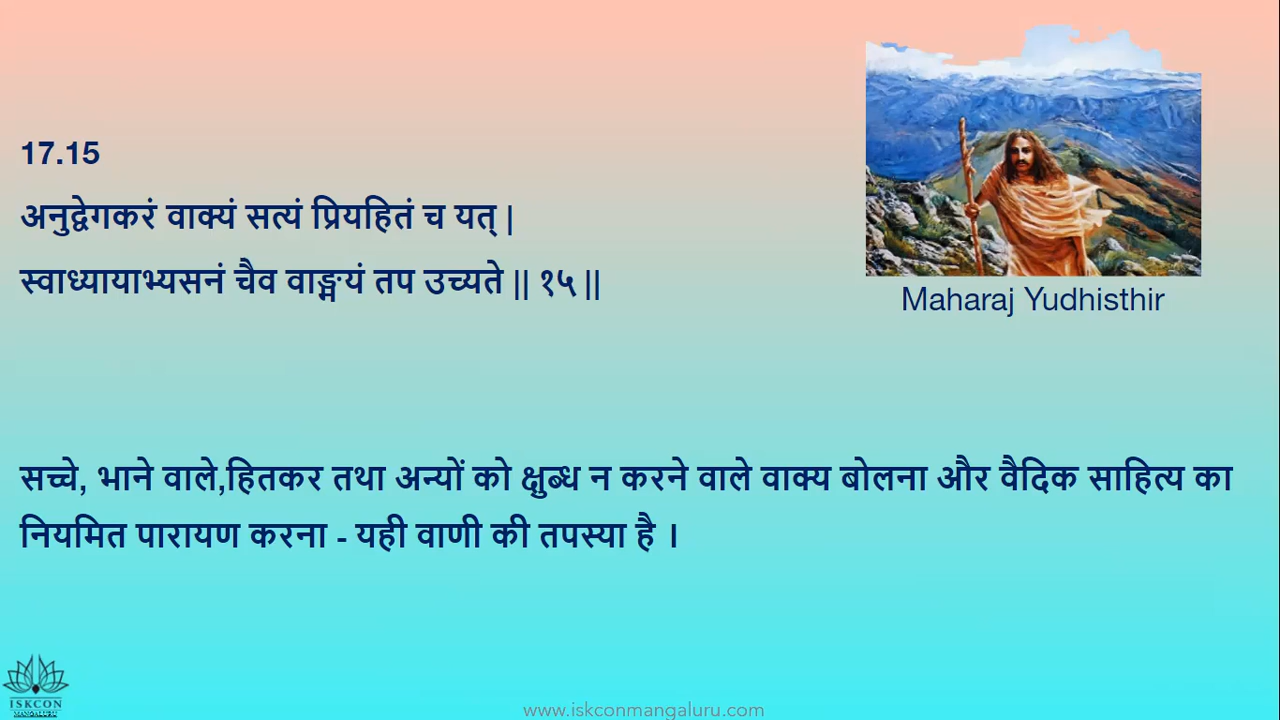 17.15
अनुद्वेगकरं वाक्यं सत्यं प्रियहितं च यत् |
स्वाध्यायाभ्यसनं चैव वाङ्मयं तप उच्यते || १५ ||
Maharaj Yudhisthir
सच्चे, भाने वाले,हितकर तथा अन्यों को क्षुब्ध न करने वाले वाक्य बोलना और वैदिक साहित्य का
नियमित पारायण करना - यही वाणी की तपस्या है ।
ISKCON
MANGALURU
www.iskconmangaluru.com